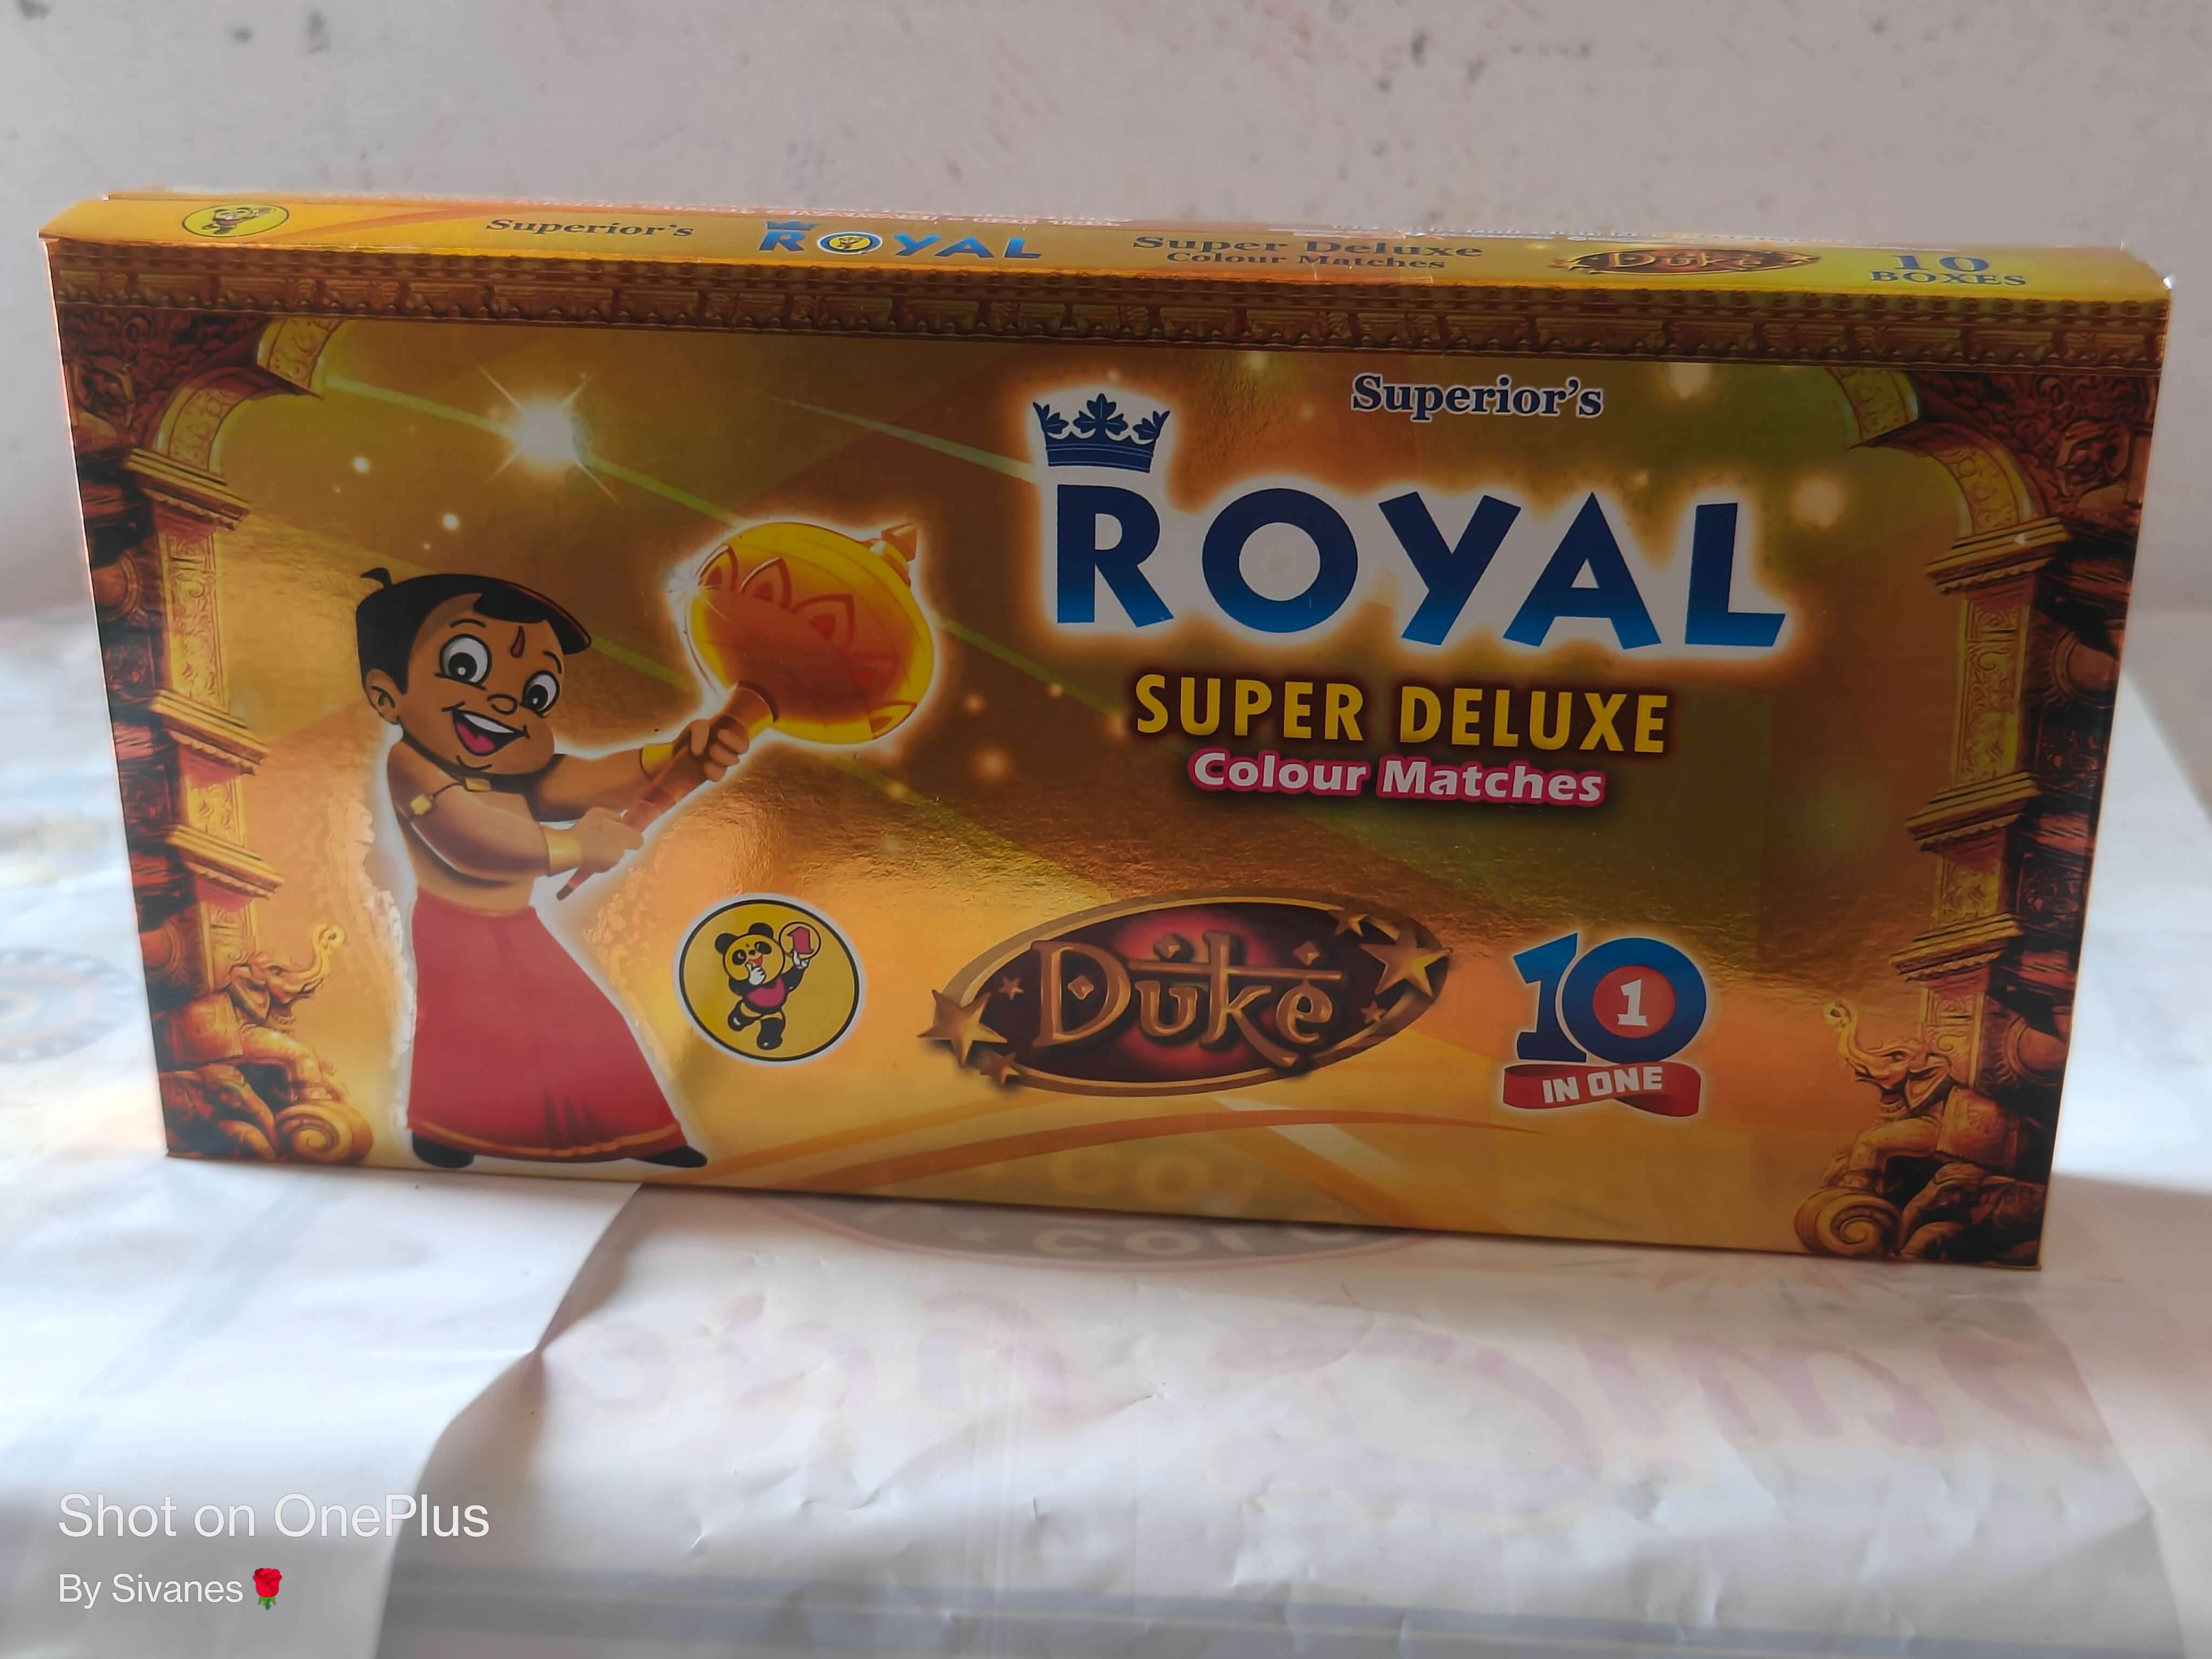 Superior's ROYAL Super Deluxe Colour Matches Duke 10 BOXES
Superior's
ROYAL
SUPER DELUXE
Colour Matches
Duke
10
1
IN ONE
Shot on OnePlus
By Sivanes🌹